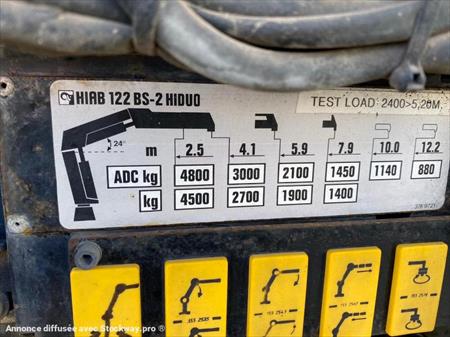 HIAB 122 BS-2 HIDUO
TEST LOAD 2400>5,20M.
24°
m 2.5 4.1 5.9 7.9 10.0 12.2
ADC kg 4800 3000 2100 1450 1140 880
kg 4500 2700 1900 1400
Annonce diffusée avec Stockway.pro ®